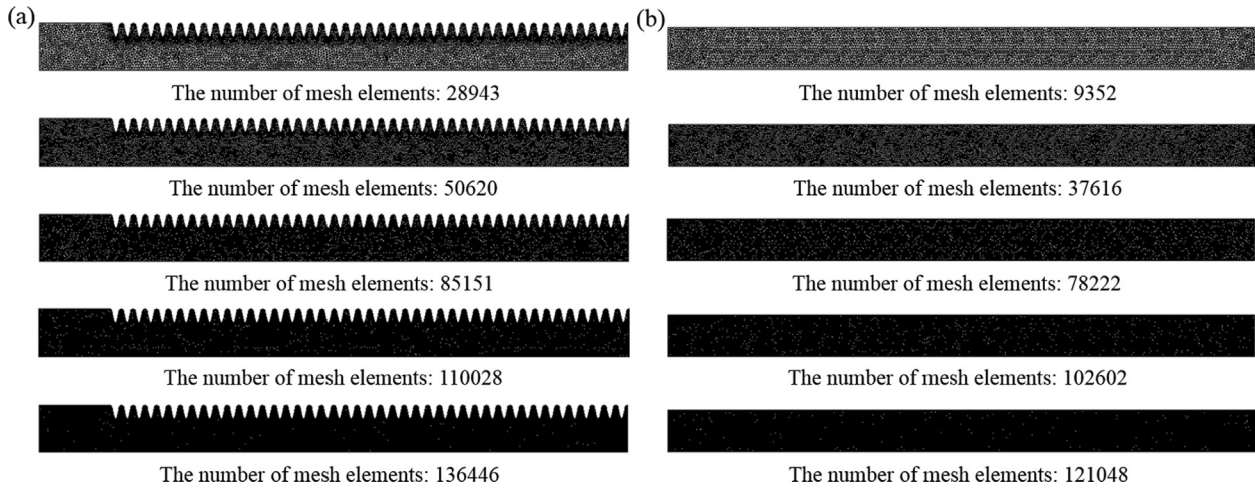 (a)
The number of mesh elements: 28943
The number of mesh elements: 50620
The number of mesh elements: 85151
The number of mesh elements: 110028
The number of mesh elements: 136446
(b)
The number of mesh elements: 9352
The number of mesh elements: 37616
The number of mesh elements: 78222
The number of mesh elements: 102602
The number of mesh elements: 121048